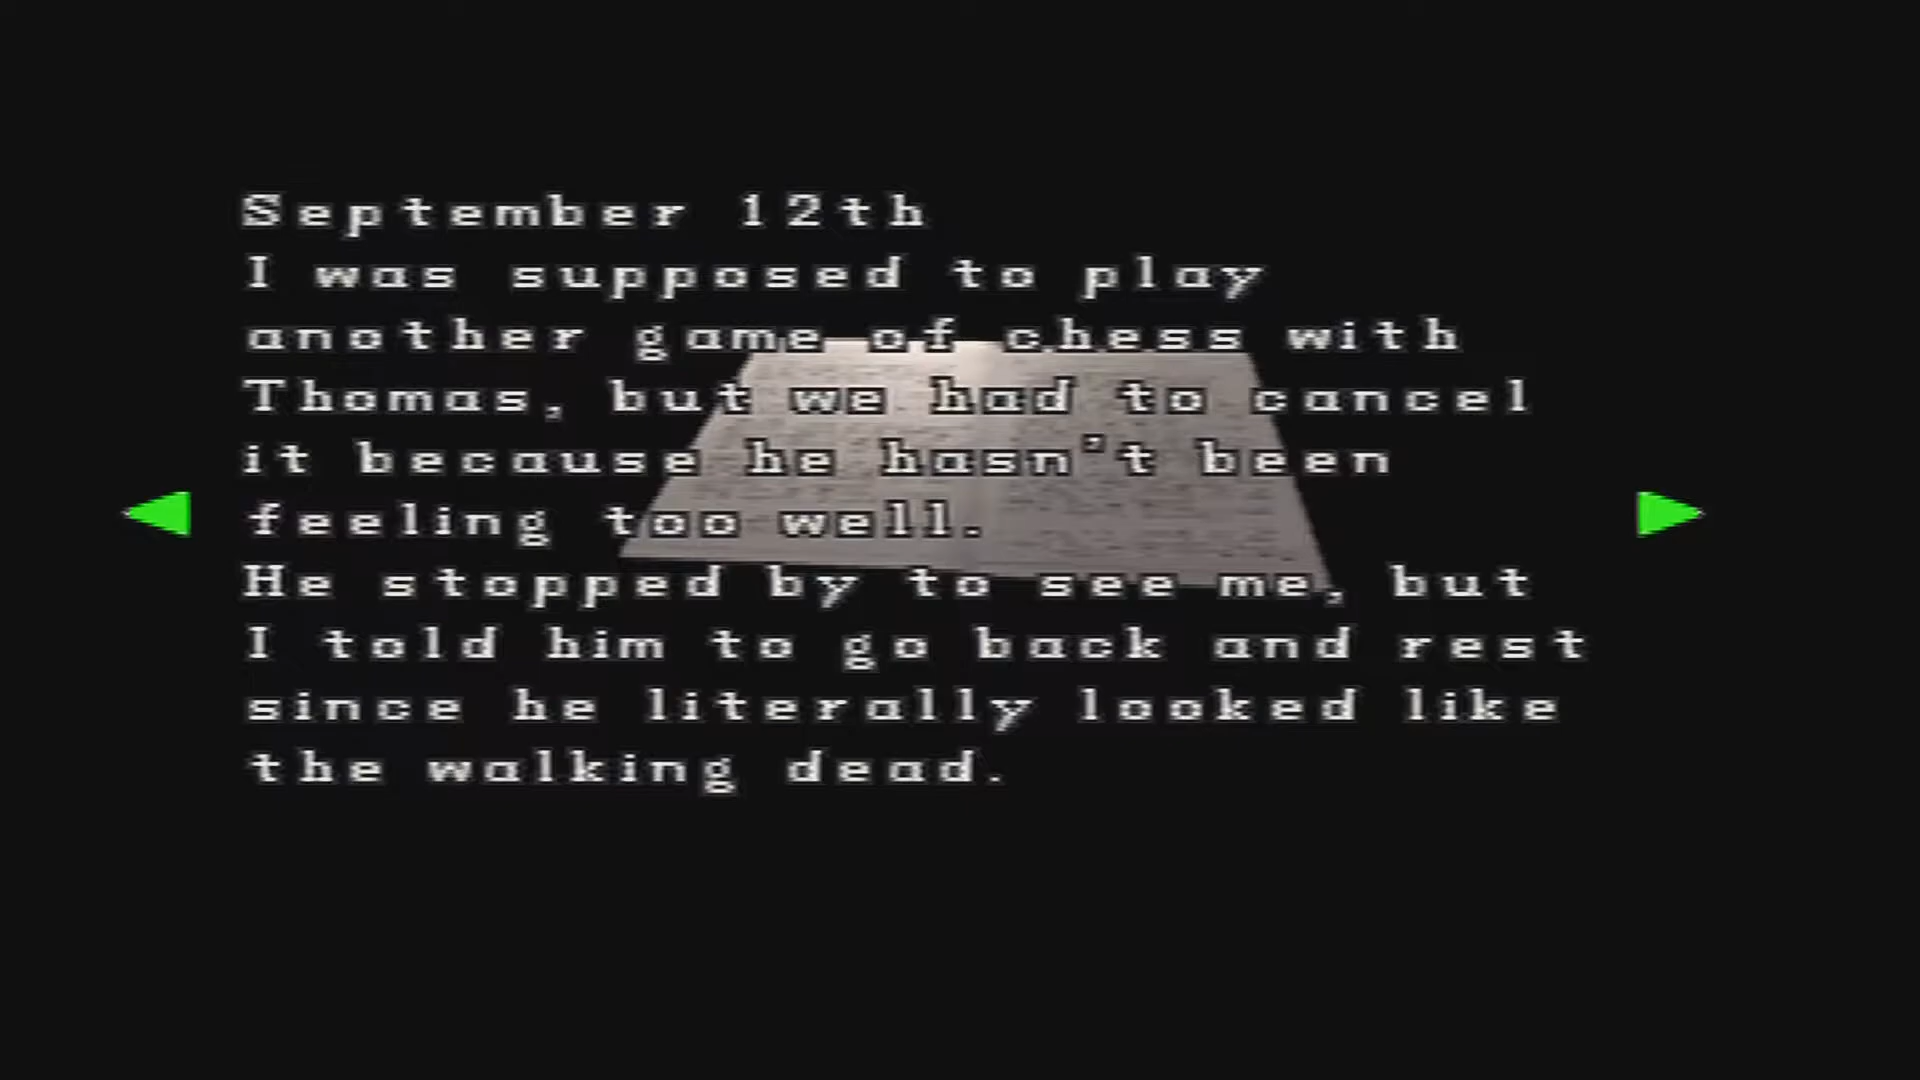 September 12th
I was supposed to play
another game of chess with
Thomas, but we had to cancel
it because he hasn't been
feeling too well.
He stopped by to see me, but
I told him to go back and rest
since he literally looked like
the walking dead.